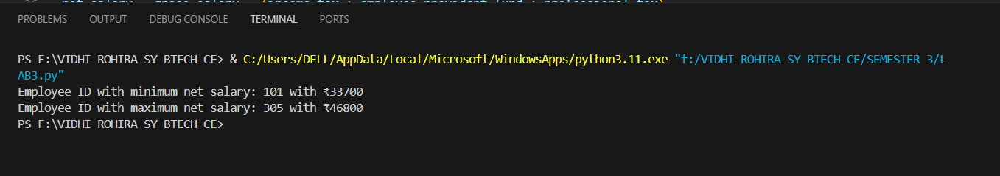 PROBLEMS OUTPUT DEBUG CONSOLE TERMINAL PORTS
PS F:\VIDHI ROHIRA SY BTECH CE> & C:/Users/DELL/AppData/Local/Microsoft/WindowsApps/python3.11.exe "f:/VIDHI ROHIRA SY BTECH CE/SEMESTER 3/L
AB3.py"
Employee ID with minimum net salary: 101 with ₹33700
Employee ID with maximum net salary: 305 with ₹46800
PS F:\VIDHI ROHIRA SY BTECH CE>